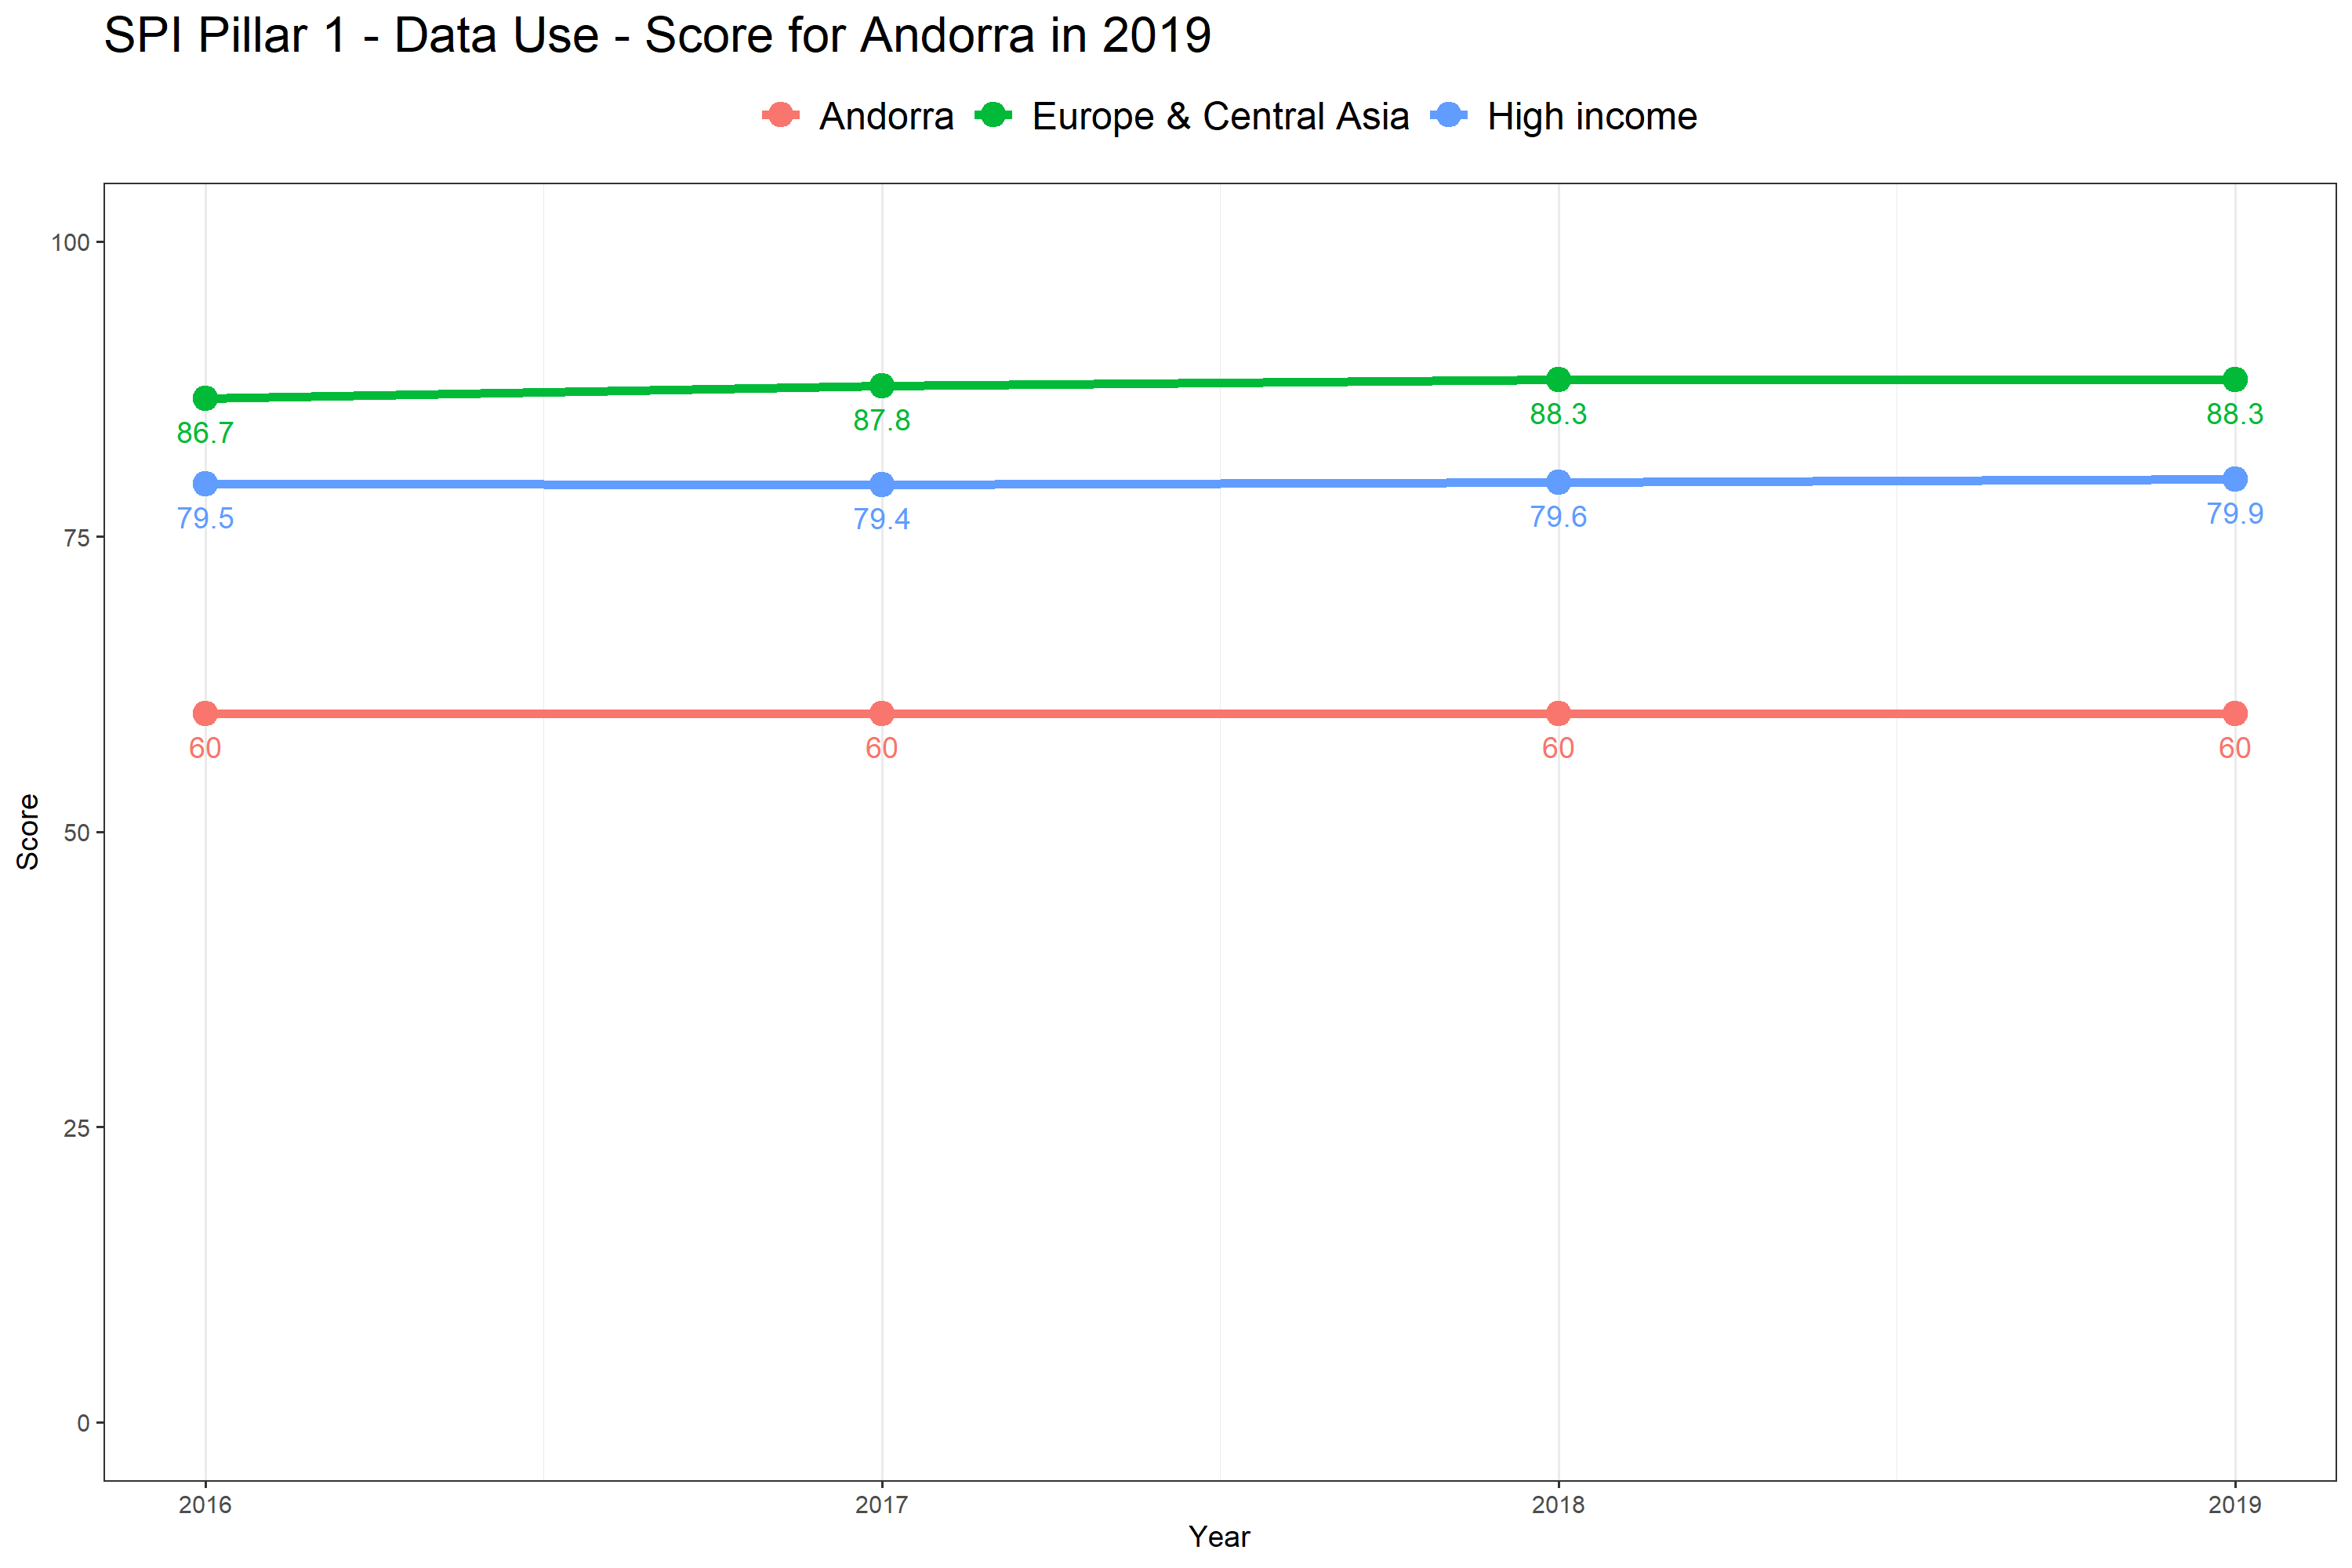 SPI Pillar 1 - Data Use - Score for Andorra in 2019
Andorra Europe & Central Asia High income
100
75
50
25
0
Score
86.7 87.8 88.3 88.3
79.5 79.4 79.6 79.9
60 60 60 60
2016 2017 2018 2019
Year